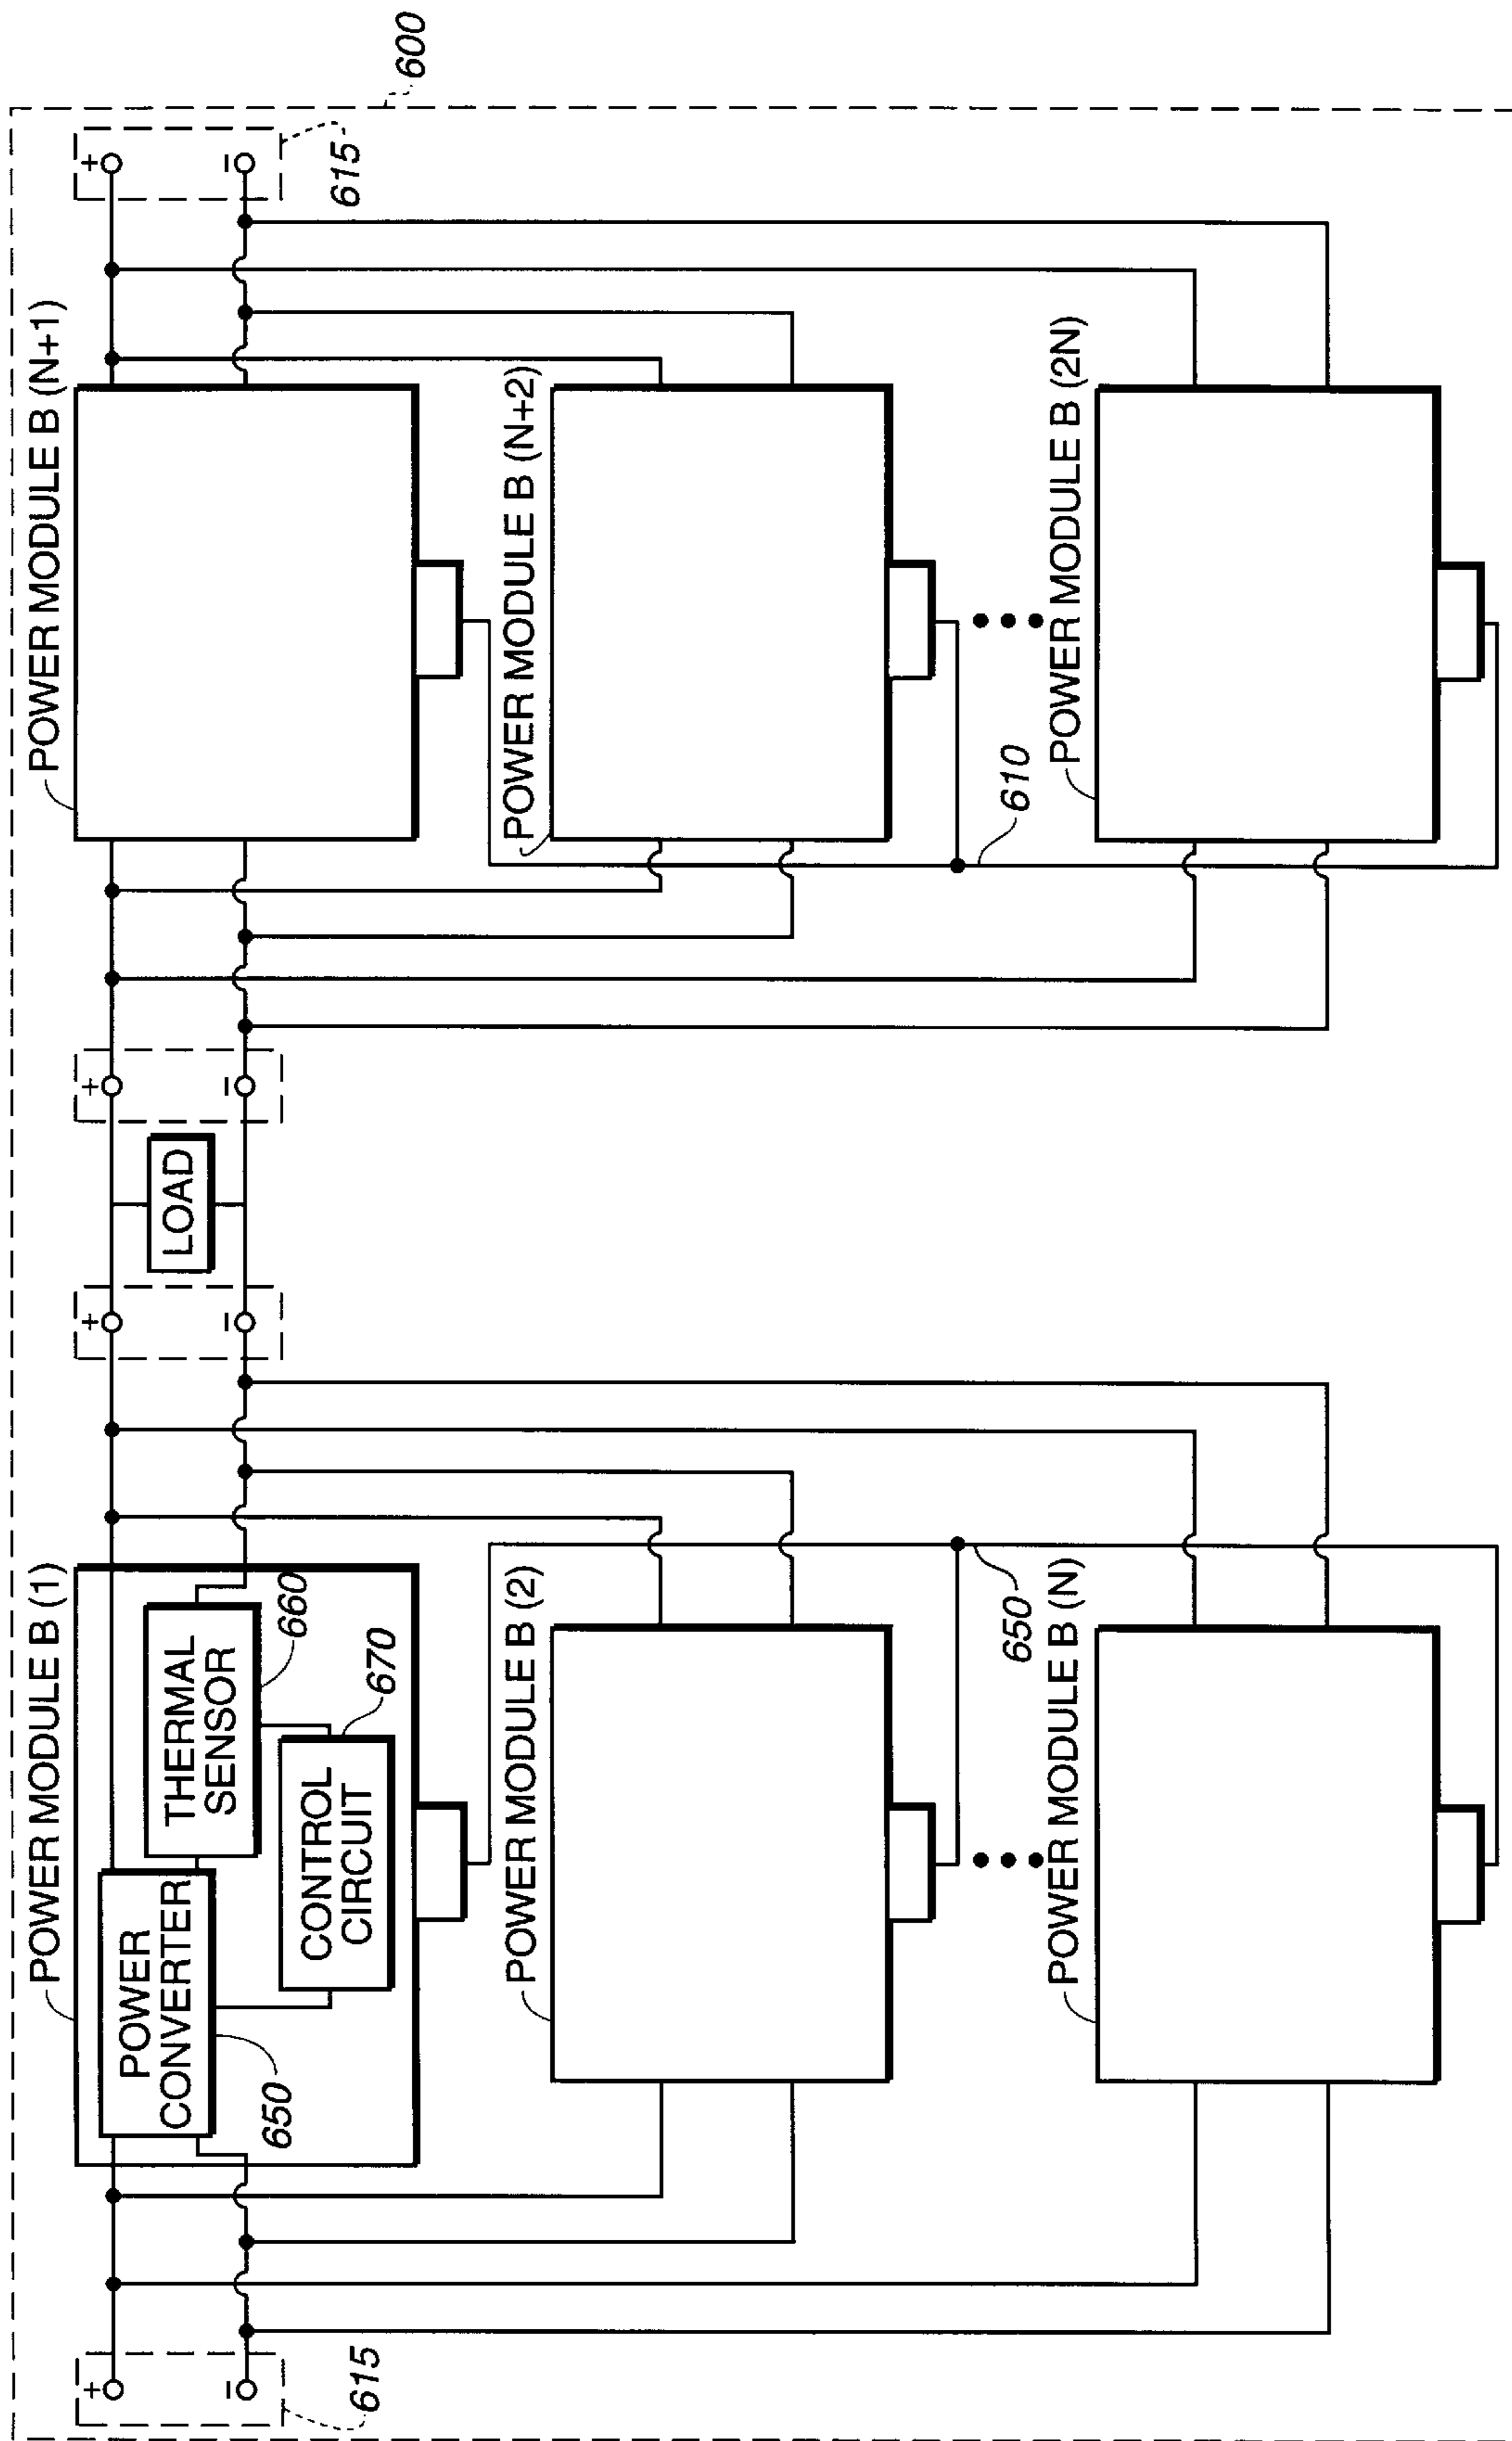 600
+
−
615
POWER MODULE B (N+1)
POWER MODULE B (N+2)
POWER MODULE B (2N)
610
+
−
LOAD
+
−
POWER MODULE B (1)
THERMAL
SENSOR
660
CONTROL
CIRCUIT
670
POWER
CONVERTER
650
POWER MODULE B (2)
650
POWER MODULE B (N)
+
−
615